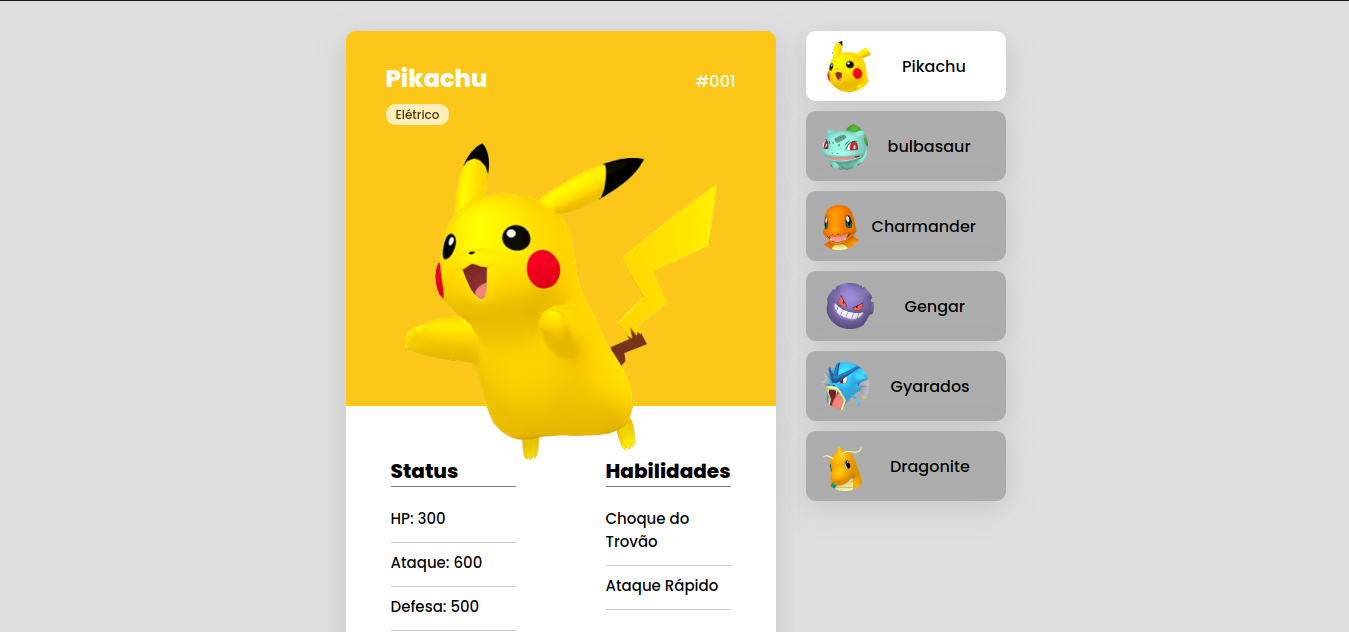 Pikachu
#001
Elétrico
Status
HP: 300
Ataque: 600
Defesa: 500
Habilidades
Choque do
Trovão
Ataque Rápido
Pikachu
bulbasaur
Charmander
Gengar
Gyarados
Dragonite